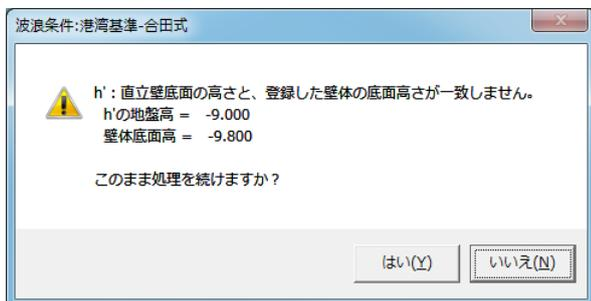 波浪条件:港湾基準-合田式
h'：直立壁底面の高さと、登録した壁体の底面高さが一致しません。
h'の地盤高 = -9.000
壁体底面高 = -9.800
このまま処理を続けますか？
はい(Y)
いいえ(N)